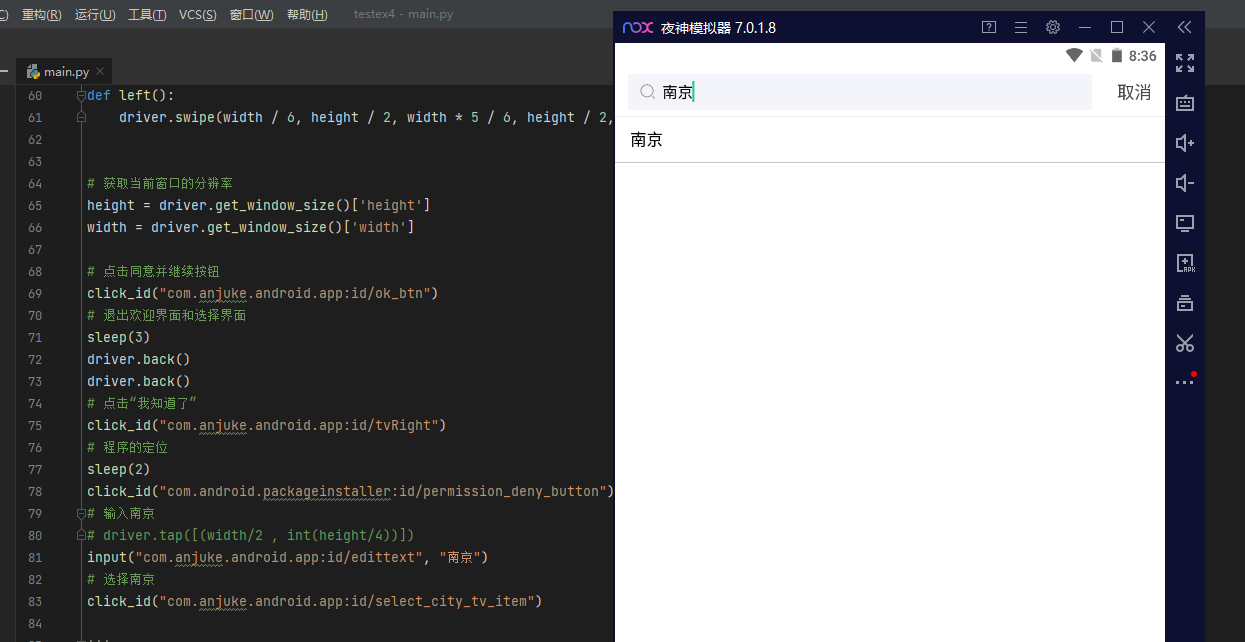 C) 重构(R) 运行(U) 工具(T) VCS(S) 窗口(W) 帮助(H) testex4 - main.py
main.py
60 def left():
61 driver.swipe(width / 6, height / 2, width * 5 / 6, height / 2,
62
63
64 # 获取当前窗口的分辨率
65 height = driver.get_window_size()['height']
66 width = driver.get_window_size()['width']
67
68 # 点击同意并继续按钮
69 click_id("com.anjuke.android.app:id/ok_btn")
70 # 退出欢迎界面和选择界面
71 sleep(3)
72 driver.back()
73 driver.back()
74 # 点击“我知道了”
75 click_id("com.anjuke.android.app:id/tvRight")
76 # 程序的定位
77 sleep(2)
78 click_id("com.android.packageinstaller:id/permission_deny_button")
79 # 输入南京
80 # driver.tap([(width/2 , int(height/4))])
81 input("com.anjuke.android.app:id/edittext", "南京")
82 # 选择南京
83 click_id("com.anjuke.android.app:id/select_city_tv_item")
84
nox 夜神模拟器 7.0.1.8
8:36
南京 取消
南京
APK